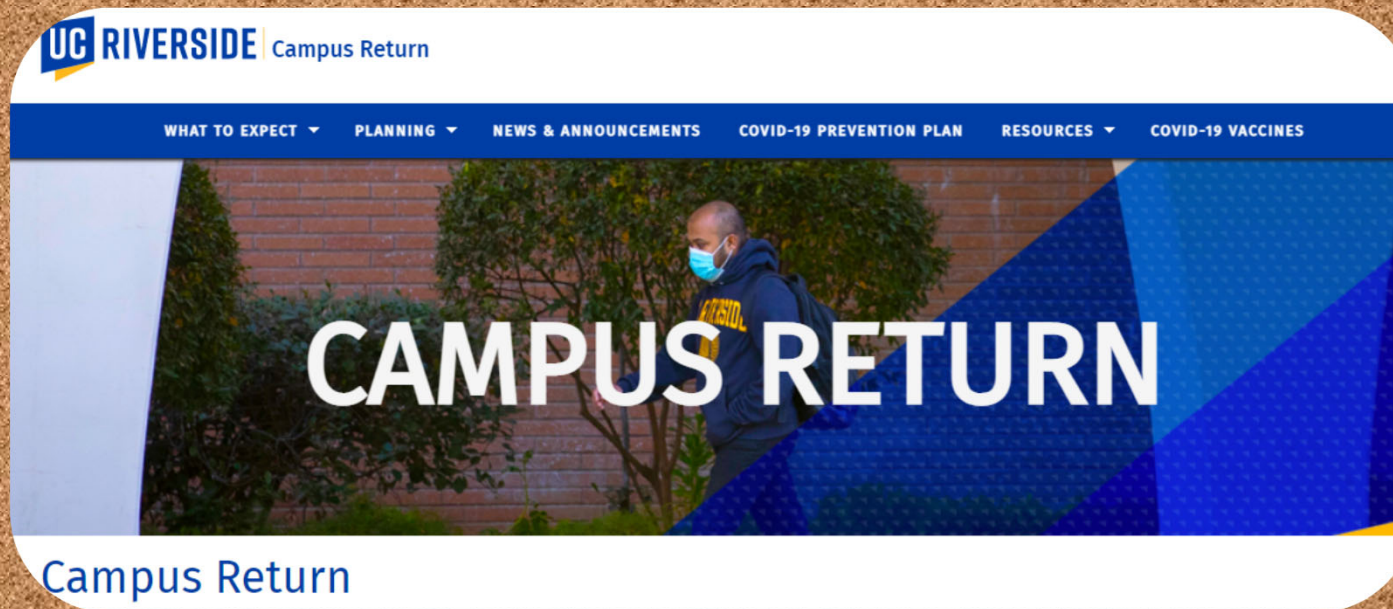 UC RIVERSIDE Campus Return
WHAT TO EXPECT PLANNING NEWS & ANNOUNCEMENTS COVID-19 PREVENTION PLAN RESOURCES COVID-19 VACCINES
CAMPUS RETURN
Campus Return